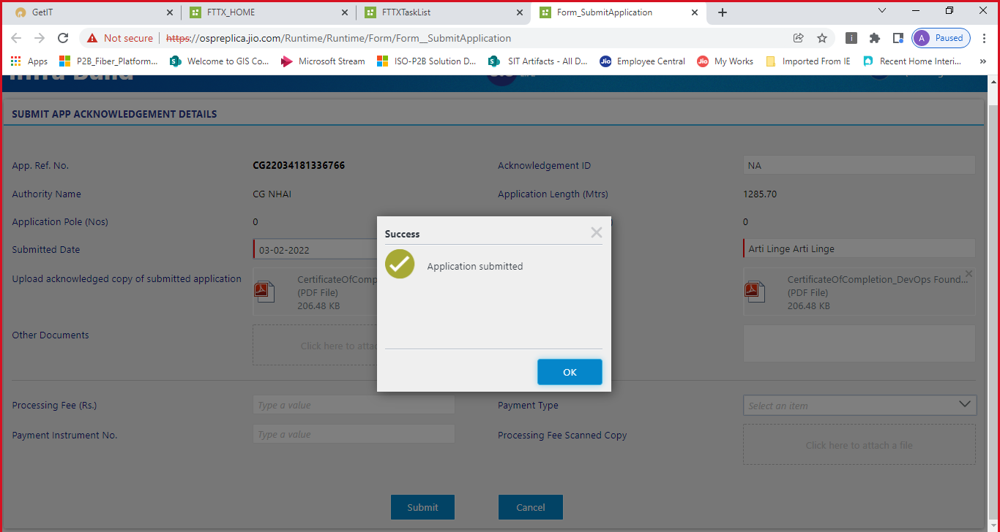 GetIT
FTTX_HOME
FTTXTaskList
Form_SubmitApplication
Not secure
https://ospreplica.jio.com/Runtime/Runtime/Form/Form__SubmitApplication
A
Paused
Apps
P2B_Fiber_Platform...
Welcome to GIS Co...
Microsoft Stream
ISO-P2B Solution D...
SIT Artifacts - All D...
Employee Central
My Works
Imported From IE
Recent Home Interi...
SUBMIT APP ACKNOWLEDGEMENT DETAILS
App. Ref. No.
CG22034181336766
Acknowledgement ID
NA
Authority Name
CG NHAI
Application Length (Mtrs)
1285.70
Application Pole (Nos)
0
0
Submitted Date
03-02-2022
Arti Linge Arti Linge
Upload acknowledged copy of submitted application
CertificateOfComp
(PDF File)
206.48 KB
CertificateOfCompletion_DevOps Found...
(PDF File)
206.48 KB
Other Documents
Click here to atta
Success
Application submitted
OK
Processing Fee (Rs.)
Type a value
Payment Type
Select an item
Payment Instrument No.
Type a value
Processing Fee Scanned Copy
Click here to attach a file
Submit
Cancel